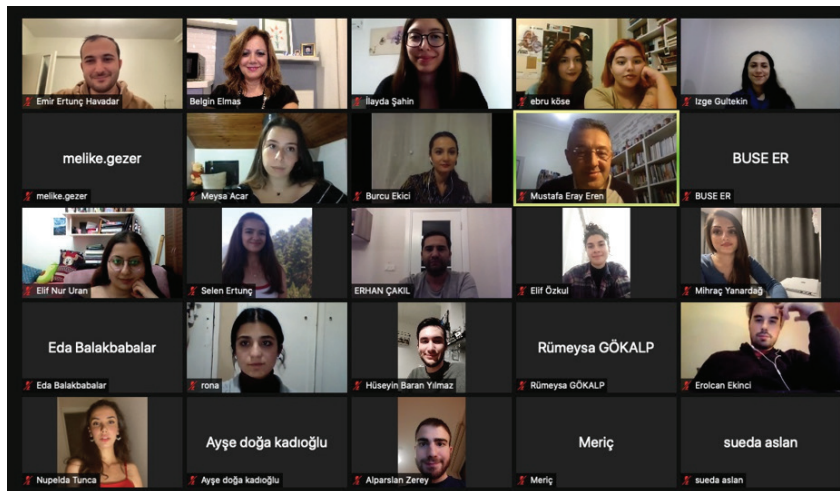 Emir Ertunç Havadar
Belgin Elmas
İlayda Şahin
ebru köse
Izge Gultekin
melike.gezer
melike.gezer
Meysa Acar
Burcu Ekici
Mustafa Eray Eren
BUSE ER
BUSE ER
Elif Nur Uran
Selen Ertunç
ERHAN ÇAKIL
Elif Özkul
Mihraç Yanardağ
Eda Balakbabalar
Eda Balakbabalar
rona
Hüseyin Baran Yılmaz
Rümeysa GÖKALP
Rümeysa GÖKALP
Erolcan Ekinci
Nupelda Tunca
Ayşe doğa kadıoğlu
Ayşe doğa kadıoğlu
Alparslan Zerey
Meriç
Meriç
sueda aslan
sueda aslan